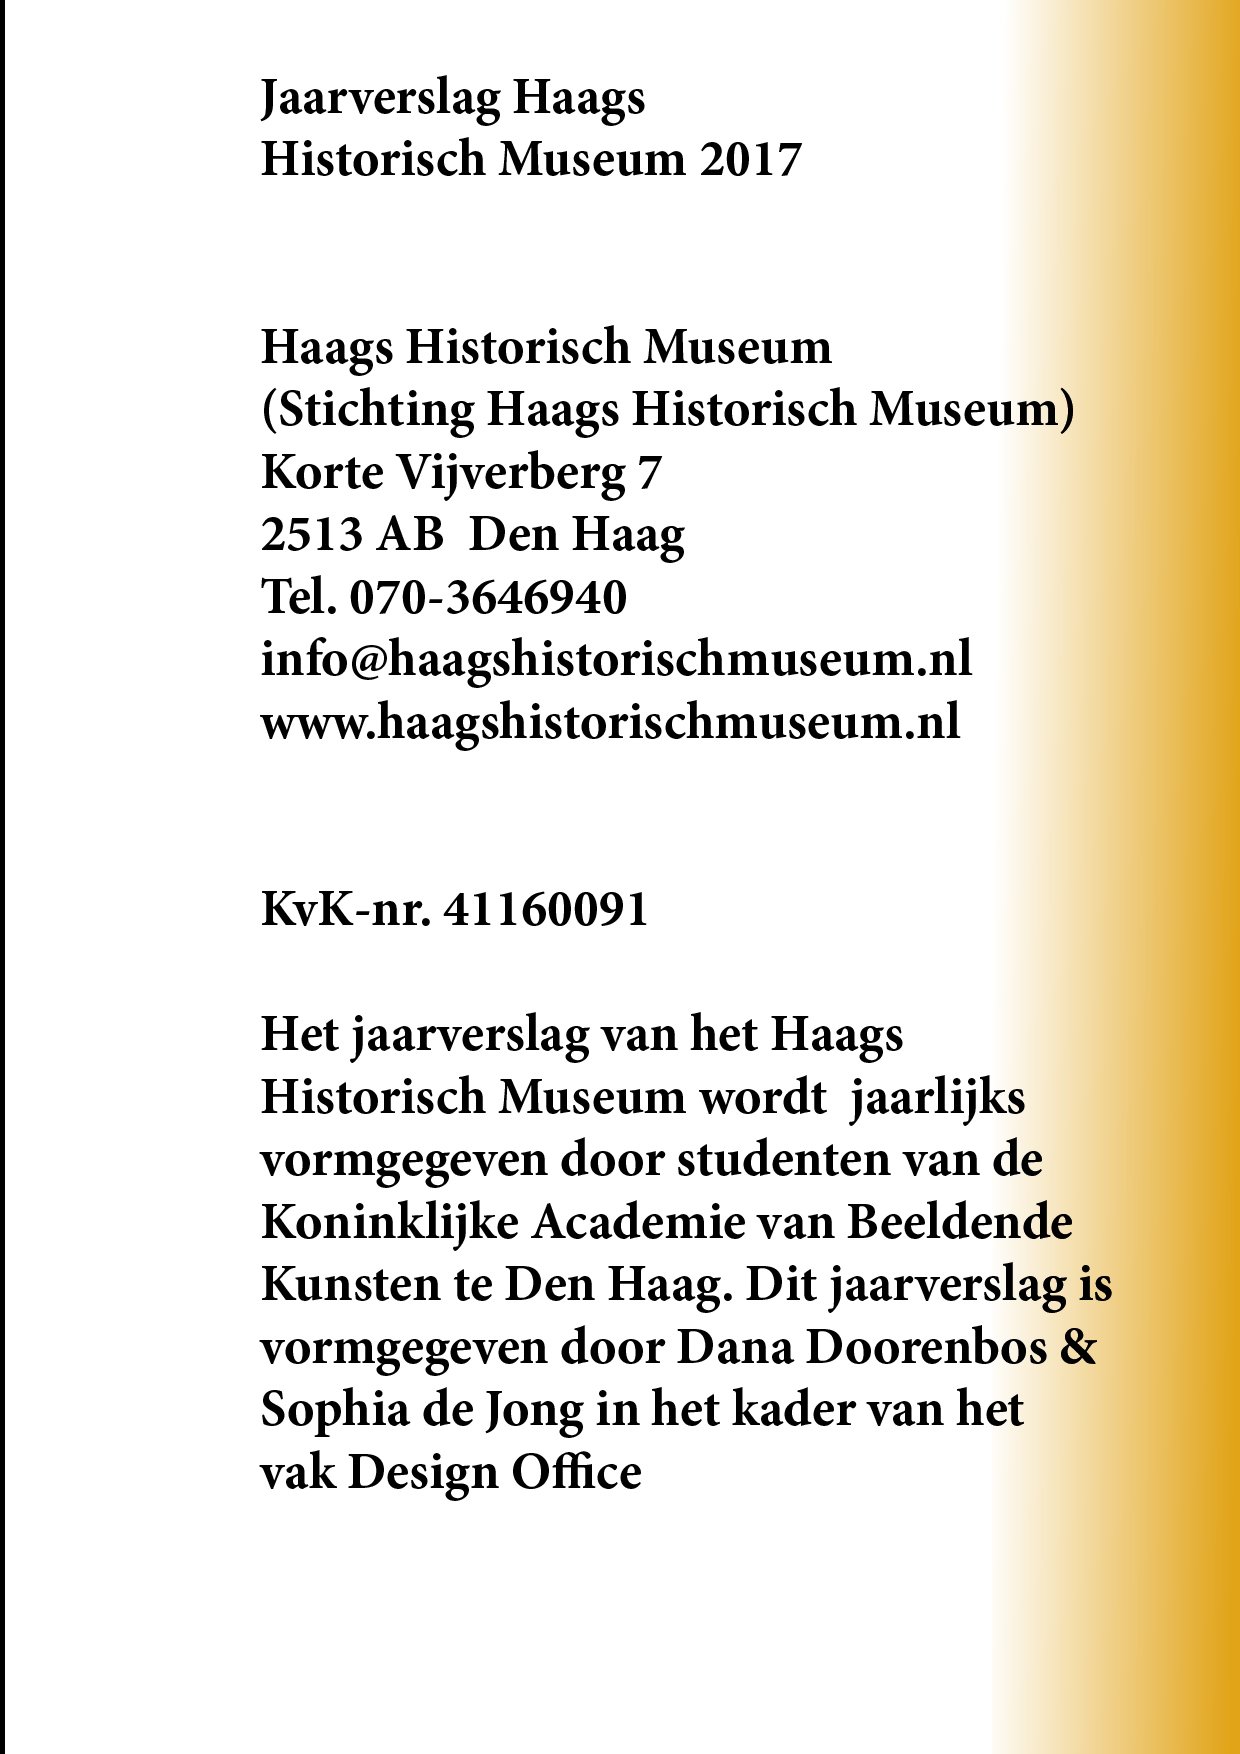 Jaarverslag Haags
Historisch Museum 2017
Haags Historisch Museum
(Stichting Haags Historisch Museum)
Korte Vijverberg 7
2513 AB  Den Haag
Tel. 070-3646940
info@haagshistorischmuseum.nl
www.haagshistorischmuseum.nl
KvK-nr. 41160091
Het jaarverslag van het Haags
Historisch Museum wordt  jaarlijks
vormgegeven door studenten van de
Koninklijke Academie van Beeldende
Kunsten te Den Haag. Dit jaarverslag is
vormgegeven door Dana Doorenbos &
Sophia de Jong in het kader van het
vak Design Office